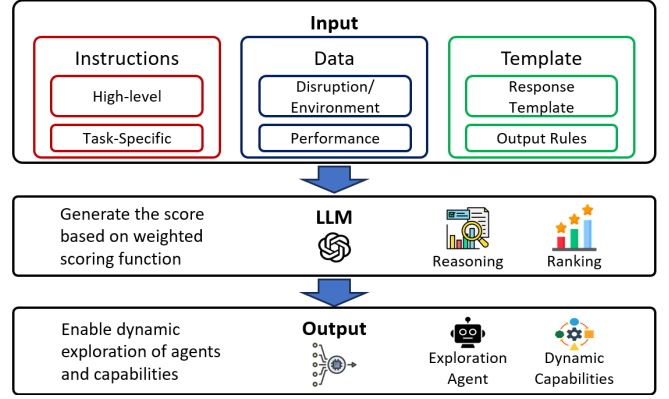 Input
Instructions
High-level
Task-Specific
Data
Disruption/
Environment
Performance
Template
Response
Template
Output Rules
Generate the score
based on weighted
scoring function
LLM
Reasoning
Ranking
Enable dynamic
exploration of agents
and capabilities
Output
Exploration
Agent
Dynamic
Capabilities